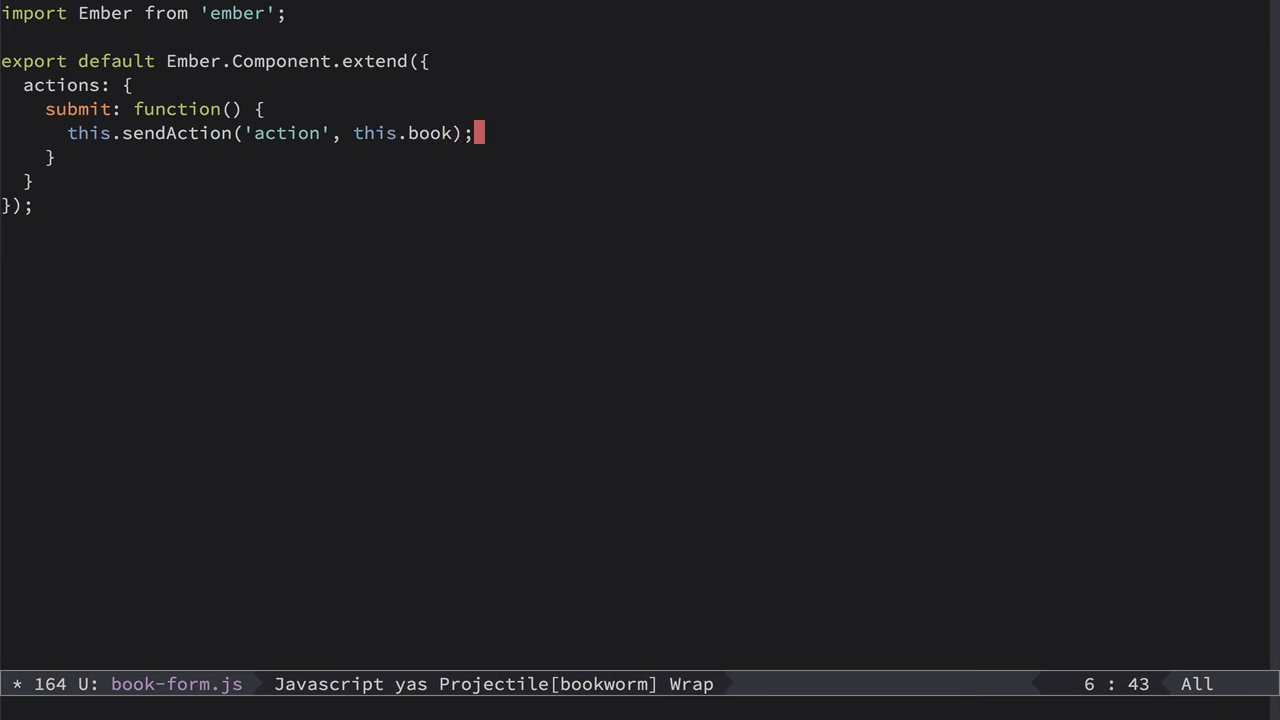 import Ember from 'ember';
export default Ember.Component.extend({
  actions: {
    submit: function() {
      this.sendAction('action', this.book);
    }
  }
});
* 164 U: book-form.js Javascript yas Projectile[bookworm] Wrap 6 : 43 All